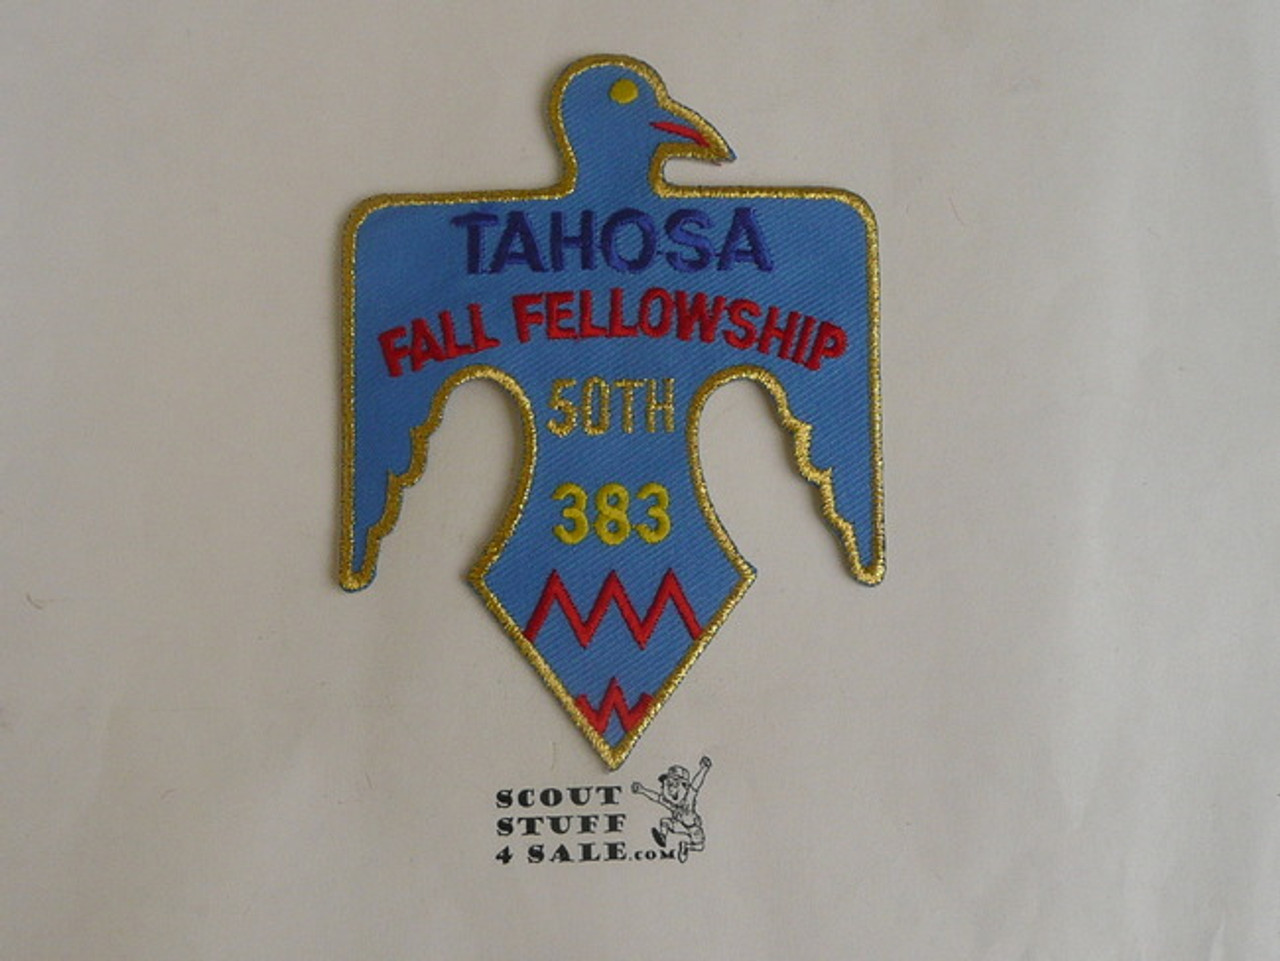 TAHOSA
FALL FELLOWSHIP
50TH
383
SCOUT
STUFF
4 SALE.COM